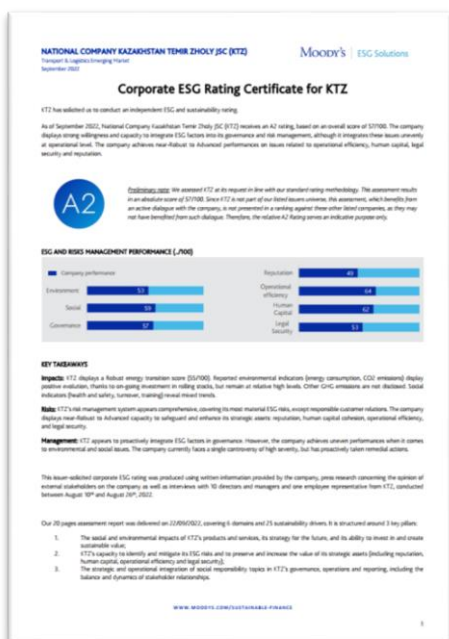 NATIONAL COMPANY KAZAKHSTAN TEMIR ZHOLY JSC (KTZ)
Transport & Logistics Emerging Market
September 2022
MOODY'S | ESG Solutions
Corporate ESG Rating Certificate for KTZ
KTZ has solicited us to conduct an independent ESG and sustainability rating.
As of September 2022, National Company Kazakhstan Temir Zholy JSC (KTZ) receives an A2 rating, based on an overall score of 57/100. The company
displays strong willingness and capacity to integrate ESG factors into its governance and risk management, although it integrates these issues unevenly
at operational level. The company achieves near-Robust to Advanced performances on issues related to operational efficiency, human capital, legal
security and reputation.
A2
Preliminary note: We assessed KTZ at its request in line with our standard rating methodology. This assessment results
in an absolute score of 57/100. Since KTZ is not part of our listed issuers universe, this assessment, which benefits from
an active dialogue with the company, is not presented in a ranking against these other listed companies, as they may
not have benefited from such dialogue. Therefore, the relative A2 Rating serves an indicative purpose only.
ESG AND RISKS MANAGEMENT PERFORMANCE (../100)
Company performance
Environment 53
Social 59
Governance 57
Reputation 49
Operational
efficiency 64
Human
Capital 62
Legal
Security 53
KEY TAKEAWAYS
Impacts: KTZ displays a Robust energy transition score (55/100). Reported environmental indicators (energy consumption, CO2 emissions) display
positive evolution, thanks to on-going investment in rolling stocks, but remain at relative high levels. Other GHG emissions are not disclosed. Social
indicators (health and safety, turnover, training) reveal mixed trends.
Risks: KTZ's risk management system appears comprehensive, covering its most material ESG risks, except responsible customer relations. The company
displays near-Robust to Advanced capacity to safeguard and enhance its strategic assets: reputation, human capital cohesion, operational efficiency,
and legal security.
Management: KTZ appears to proactively integrate ESG factors in governance. However, the company achieves uneven performances when it comes
to environmental and social issues. The company currently faces a single controversy of high severity, but has proactively taken remedial actions.
This issuer-solicited corporate ESG rating was produced using written information provided by the company, press research concerning the opinion of
external stakeholders on the company as well as interviews with 10 directors and managers and one employee representative from KTZ, conducted
between August 10th and August 26th, 2022.
Our 20 pages assessment report was delivered on 22/09/2022, covering 6 domains and 25 sustainability drivers. It is structured around 3 key pillars:
1. The social and environmental impacts of KTZ's products and services, its strategy for the future, and its ability to invest in and create
sustainable value;
2. KTZ's capacity to identify and mitigate its ESG risks and to preserve and increase the value of its strategic assets (including reputation,
human capital, operational efficiency and legal security);
3. The strategic and operational integration of social responsibility topics in KTZ's governance, operations and reporting, including the
balance and dynamics of stakeholder relationships.
WWW.MOODYS.COM/SUSTAINABLE-FINANCE